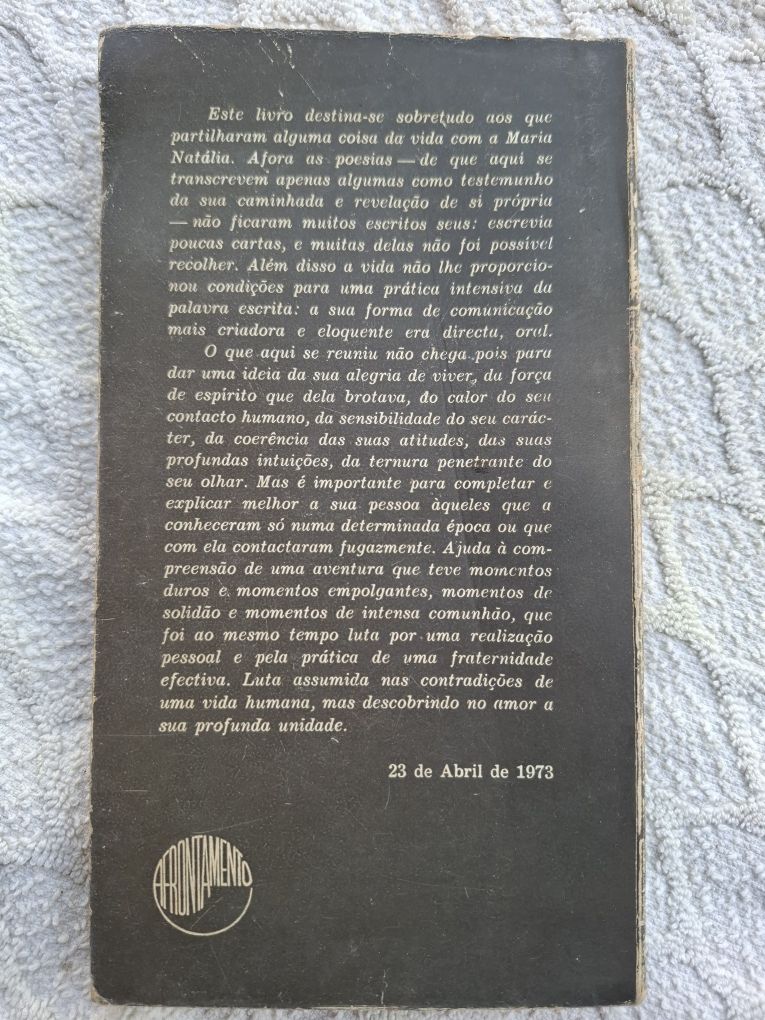 Este livro destina-se sobretudo aos que
partilharam alguma coisa da vida com a Maria
Natália. Afora as poesias — de que aqui se
transcrevem apenas algumas como testemunho
da sua caminhada e revelação de si própria
— não ficaram muitos escritos seus: escrevia
poucas cartas, e muitas delas não foi possível
recolher. Além disso a vida não lhe proporcio-
nou condições para uma prática intensiva da
palavra escrita: a sua forma de comunicação
mais criadora e eloquente era directa, oral.
O que aqui se reuniu não chega pois para
dar uma ideia da sua alegria de viver, da força
de espírito que dela brotava, do calor do seu
contacto humano, da sensibilidade do seu carác-
ter, da coerência das suas atitudes, das suas
profundas intuições, da ternura penetrante do
seu olhar. Mas é importante para completar e
explicar melhor a sua pessoa àqueles que a
conheceram só numa determinada época ou que
com ela contactaram fugazmente. Ajuda à com-
preensão de uma aventura que teve momentos
duros e momentos empolgantes, momentos de
solidão e momentos de intensa comunhão, que
foi ao mesmo tempo luta por uma realização
pessoal e pela prática de uma fraternidade
efectiva. Luta assumida nas contradições de
uma vida humana, mas descobrindo no amor a
sua profunda unidade.
23 de Abril de 1973
AFRONTAMENTO